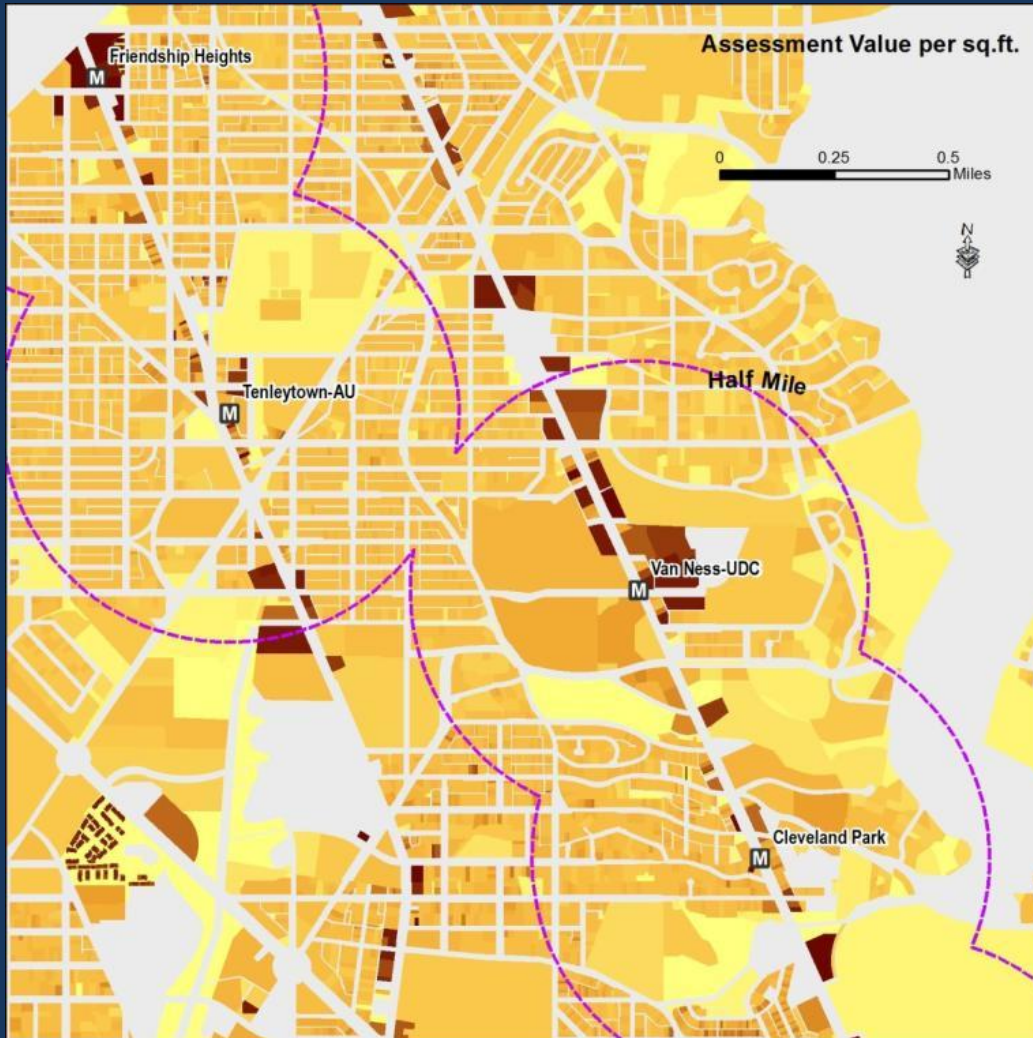 Assessment Value per sq.ft.
Friendship Heights
M
0 0.25 0.5
Miles
N
Half Mile
Tenleytown-AU
M
Van Ness-UDC
M
Cleveland Park
M